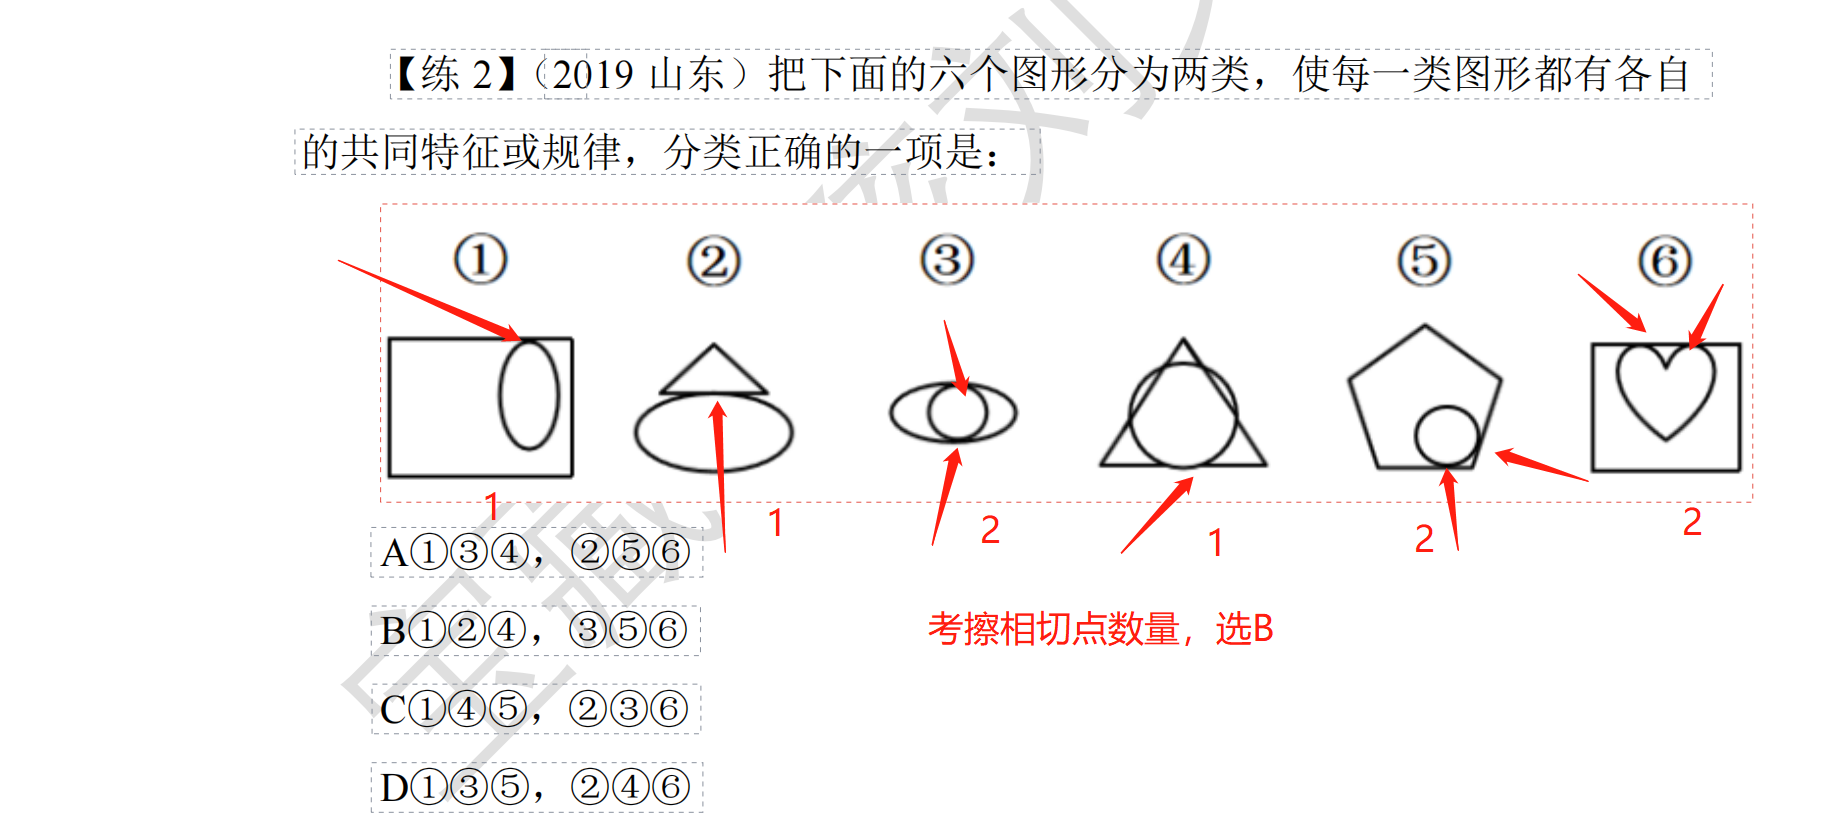 【练 2】（2019 山东）把下面的六个图形分为两类，使每一类图形都有各自
的共同特征或规律，分类正确的一项是：
① ② ③ ④ ⑤ ⑥
1 1 2 1 2 2
A①③④，②⑤⑥
B①②④，③⑤⑥
考擦相切点数量，选B
C①④⑤，②③⑥
D①③⑤，②④⑥
宝藏
刘